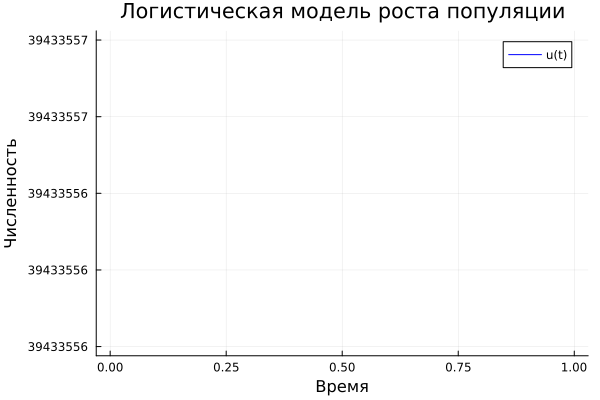 Логистическая модель роста популяции
u(t)
Численность
39433557
39433557
39433556
39433556
39433556
0.00 0.25 0.50 0.75 1.00
Время